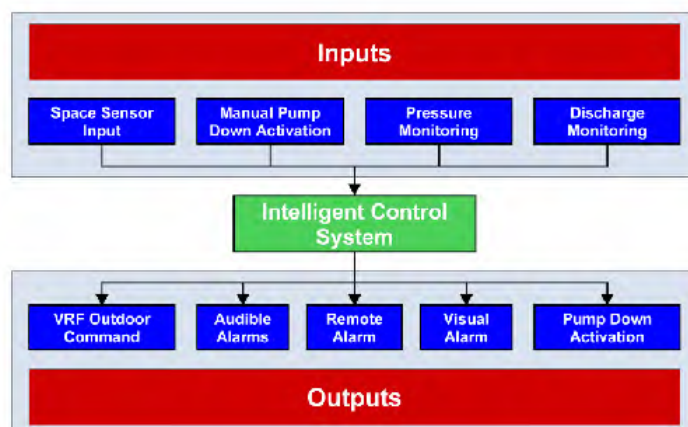 Inputs
Space Sensor
Input
Manual Pump
Down Activation
Pressure
Monitoring
Discharge
Monitoring
Intelligent Control
System
VRF Outdoor
Command
Audible
Alarms
Remote
Alarm
Visual
Alarm
Pump Down
Activation
Outputs